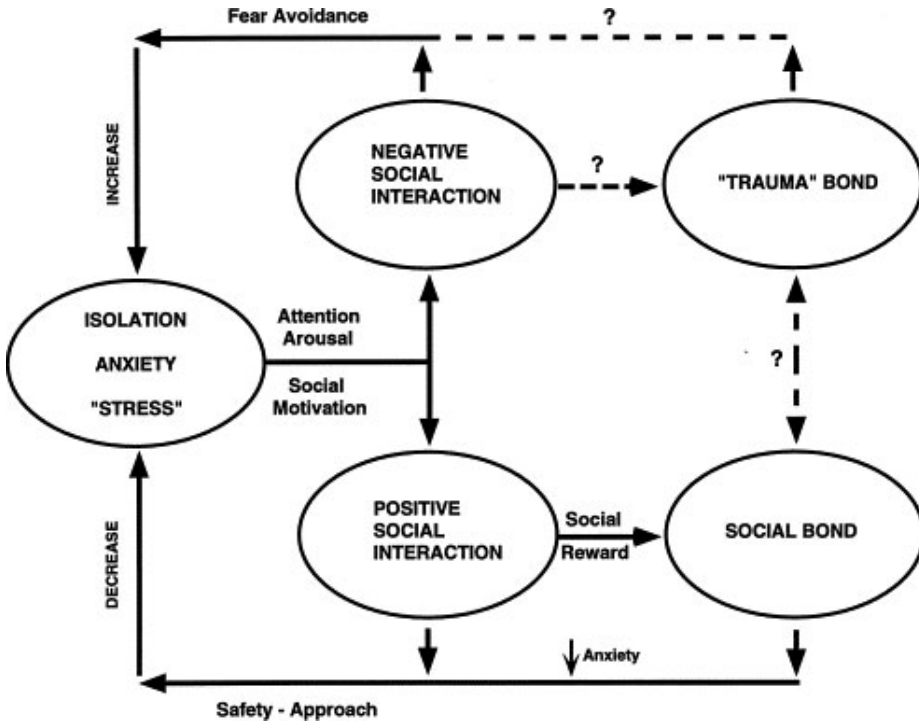 Fear Avoidance
?
INCREASE
NEGATIVE
SOCIAL
INTERACTION
?
"TRAUMA" BOND
ISOLATION
ANXIETY
"STRESS"
Attention
Arousal
Social
Motivation
?
POSITIVE
SOCIAL
INTERACTION
Social
Reward
SOCIAL BOND
DECREASE
Anxiety
Safety - Approach